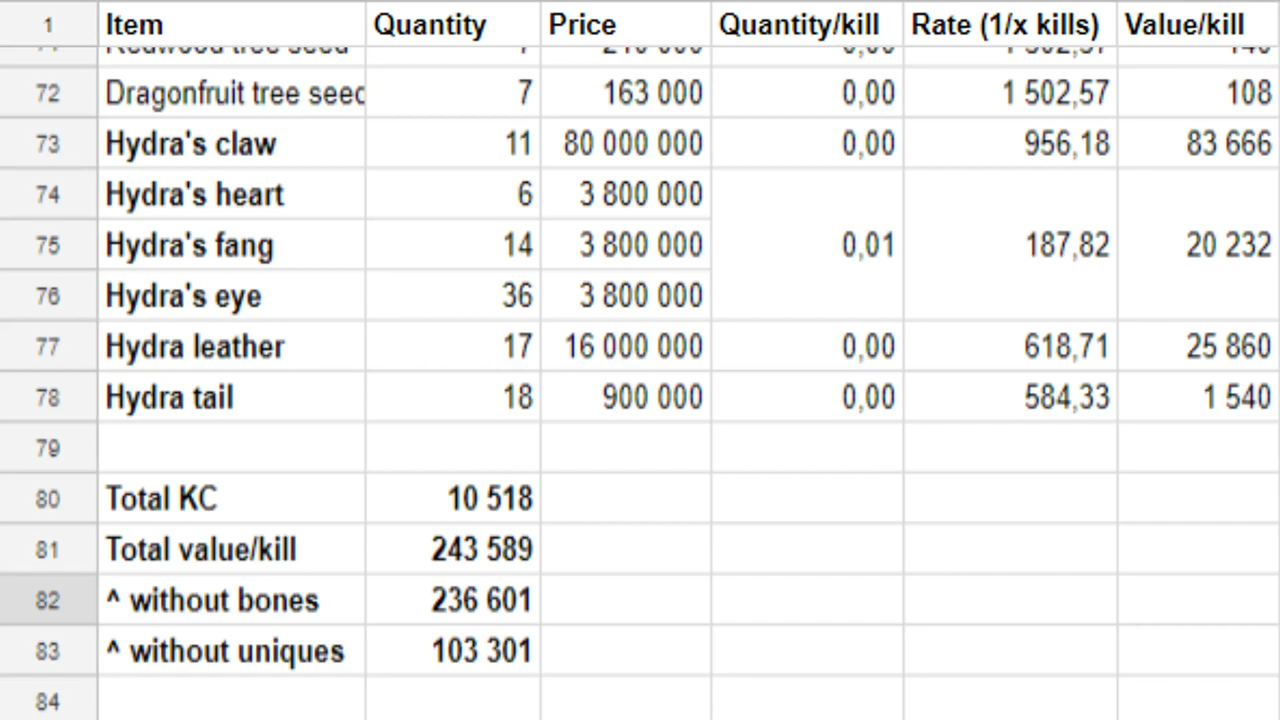 1 Item Quantity Price Quantity/kill Rate (1/x kills) Value/kill
72 Dragonfruit tree seed 7 163 000 0,00 1 502,57 108
73 Hydra's claw 11 80 000 000 0,00 956,18 83 666
74 Hydra's heart 6 3 800 000
75 Hydra's fang 14 3 800 000 0,01 187,82 20 232
76 Hydra's eye 36 3 800 000
77 Hydra leather 17 16 000 000 0,00 618,71 25 860
78 Hydra tail 18 900 000 0,00 584,33 1 540
79
80 Total KC 10 518
81 Total value/kill 243 589
82 ^ without bones 236 601
83 ^ without uniques 103 301
84